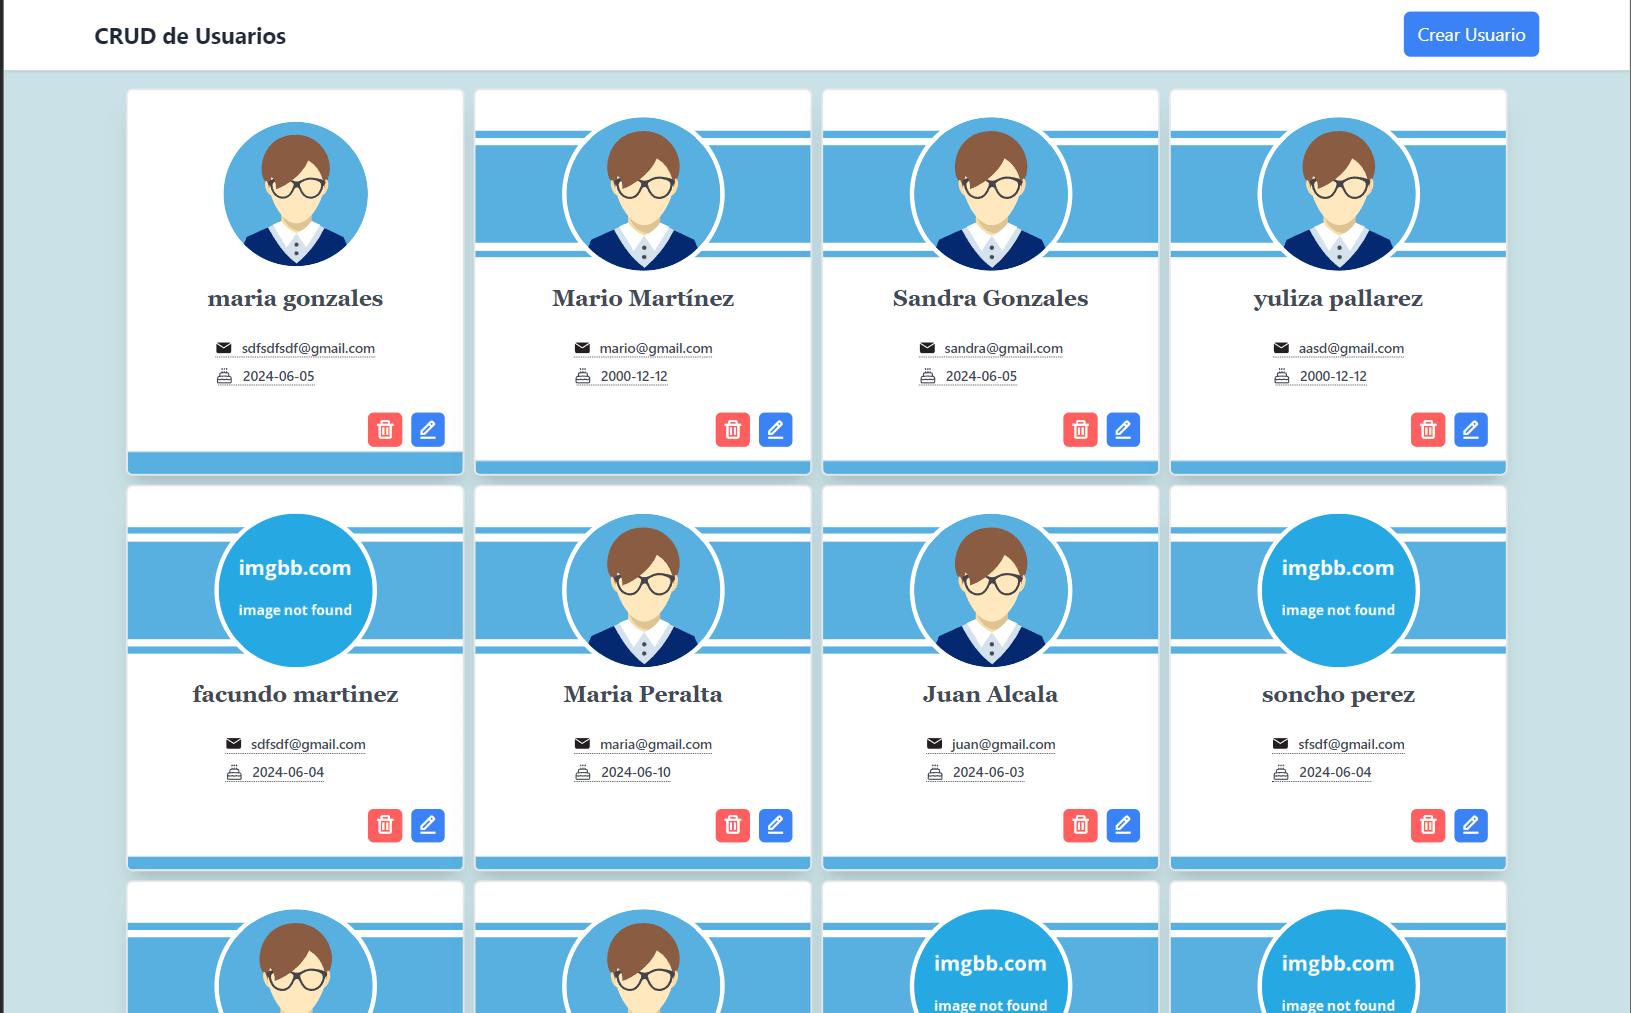 CRUD de Usuarios
Crear Usuario
maria gonzales
sdfsdfsdf@gmail.com
2024-06-05
Mario Martínez
mario@gmail.com
2000-12-12
Sandra Gonzales
sandra@gmail.com
2024-06-05
yuliza pallarez
aasd@gmail.com
2000-12-12
imgbb.com
image not found
facundo martinez
sdfsdf@gmail.com
2024-06-04
Maria Peralta
maria@gmail.com
2024-06-10
Juan Alcala
juan@gmail.com
2024-06-03
imgbb.com
image not found
soncho perez
sfsdf@gmail.com
2024-06-04
imgbb.com
image not found
imgbb.com
image not found